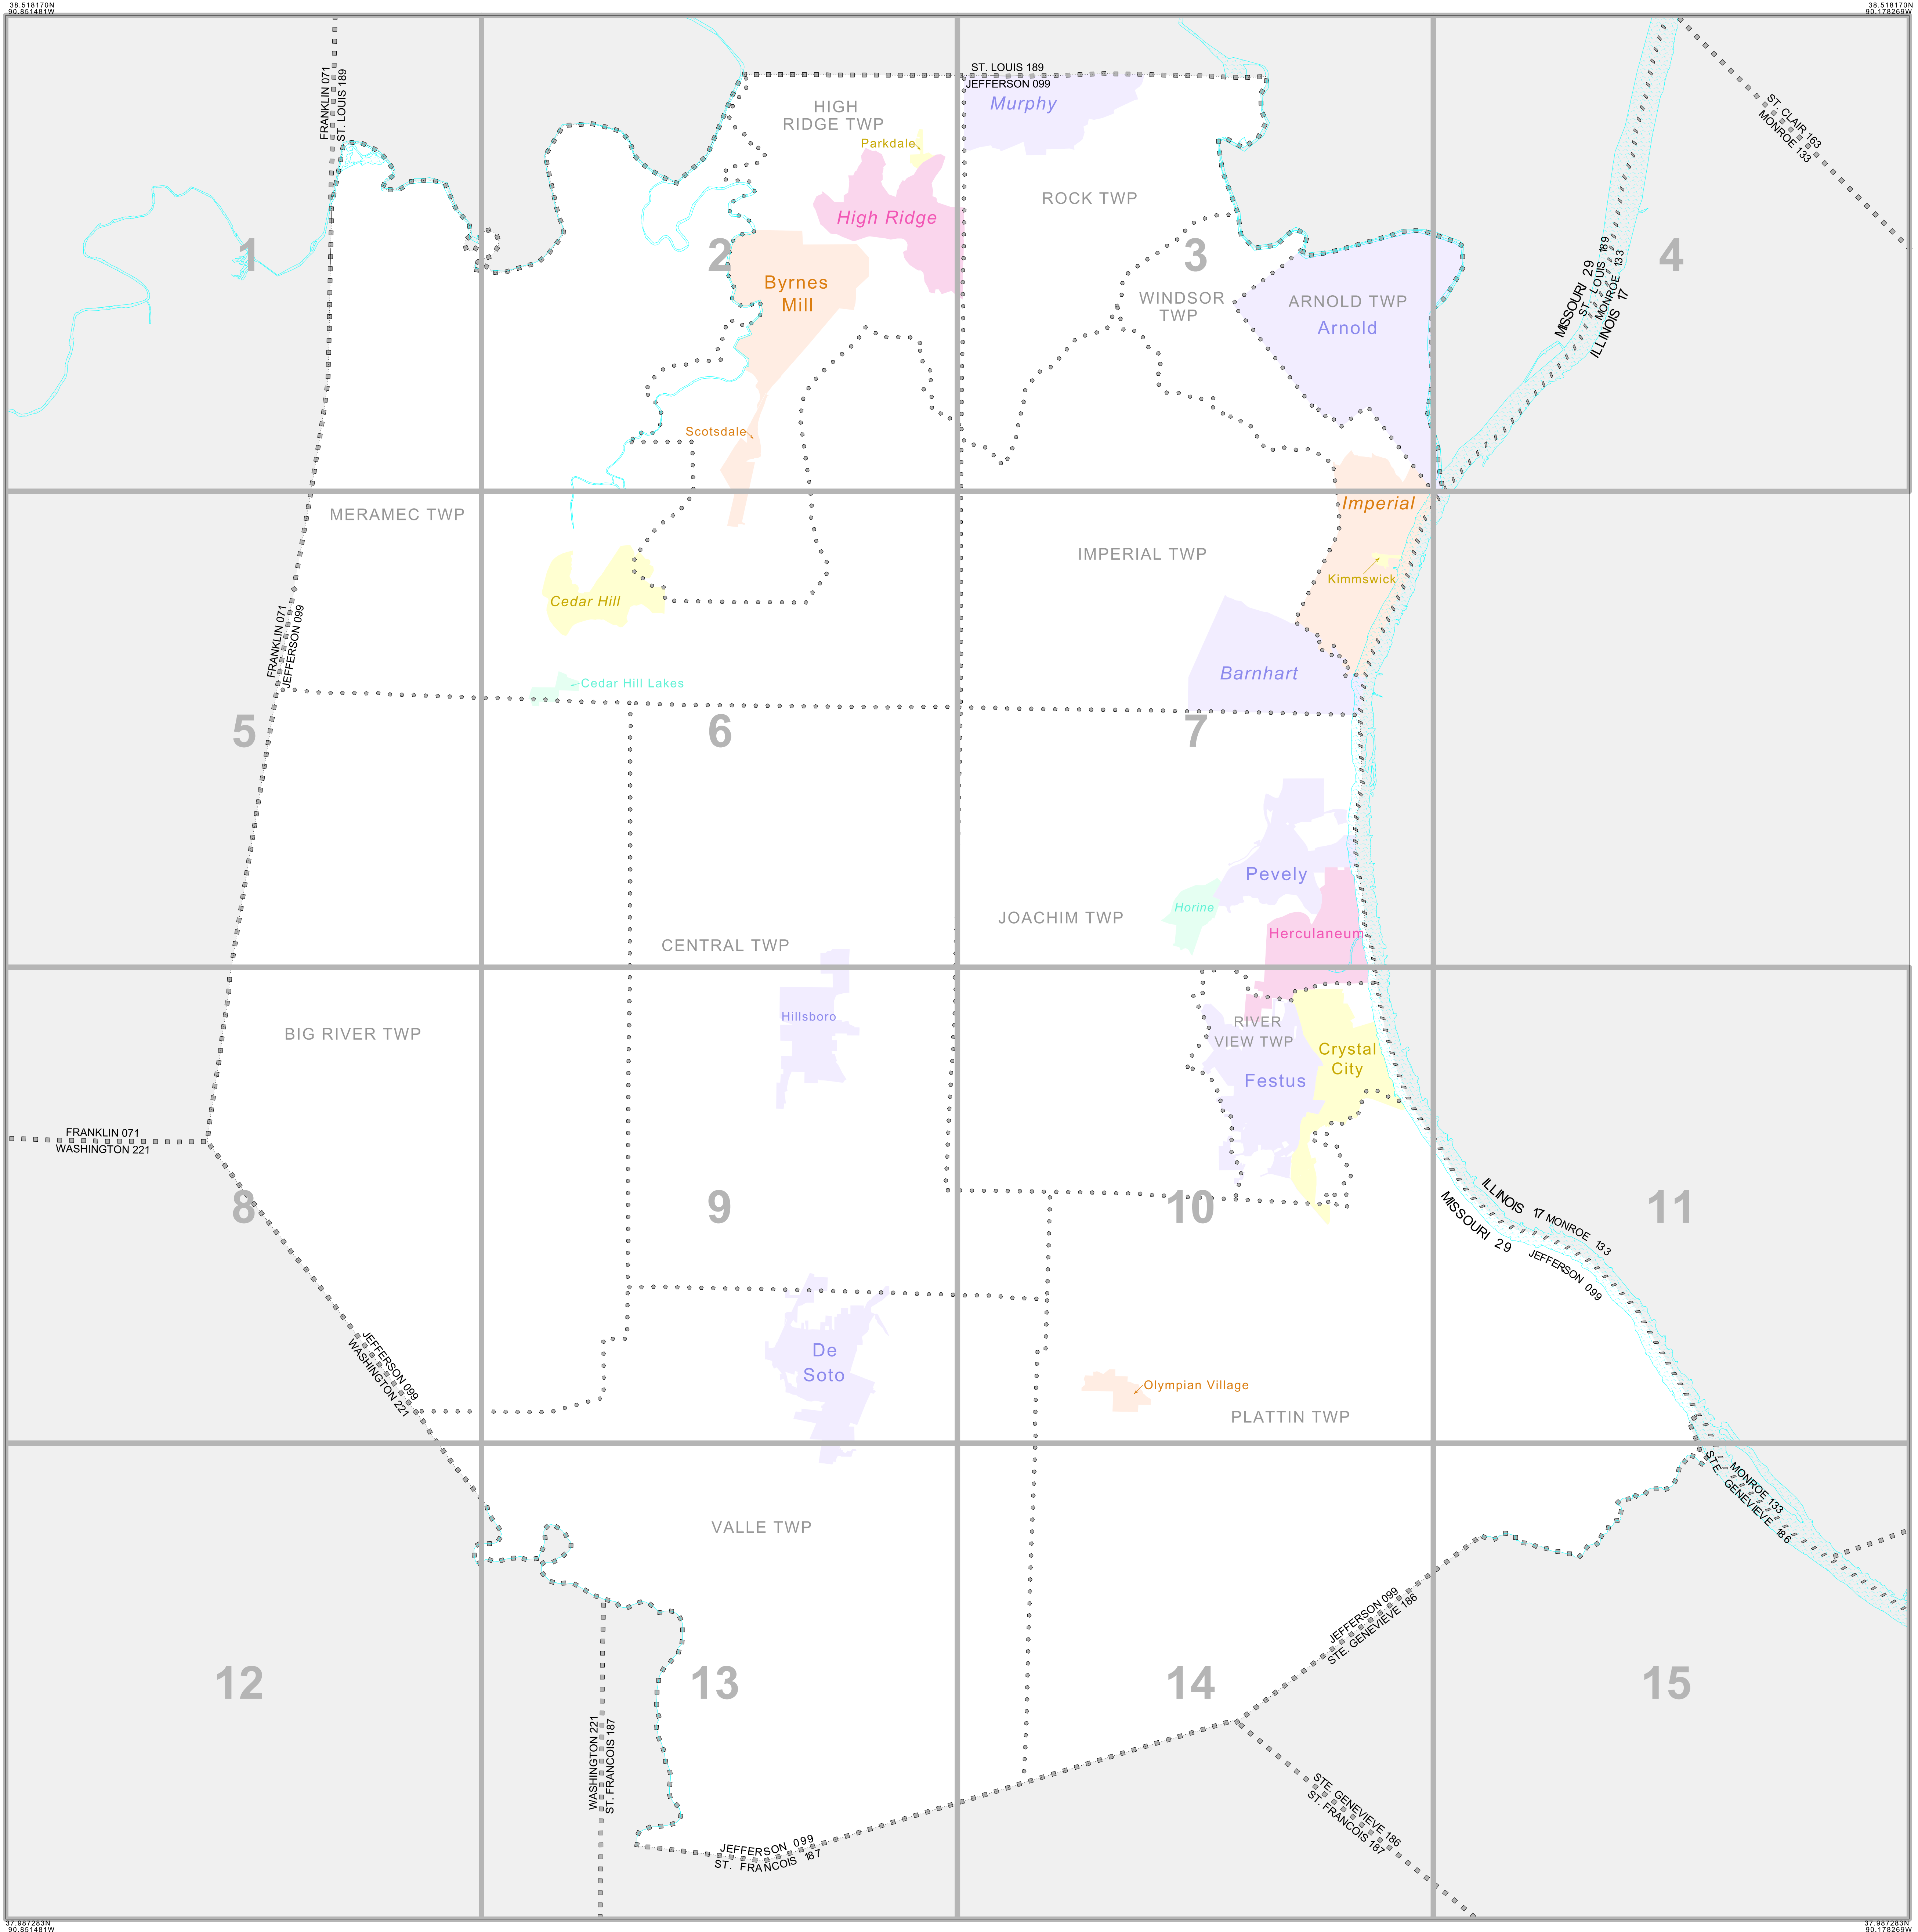 38.518170N
90.851481W
38.518170N
90.178269W
FRANKLIN 071
ST. LOUIS 189
ST. LOUIS 189
JEFFERSON 099
ST. CLAIR 163
MONROE 133
HIGH
RIDGE TWP
Murphy
Parkdale
High Ridge
ROCK TWP
1
2
3
4
Byrnes
Mill
WINDSOR
TWP
ARNOLD TWP
Arnold
MISSOURI 29
ST. LOUIS 189
MONROE 133
ILLINOIS 17
Scotsdale
MERAMEC TWP
Imperial
IMPERIAL TWP
Kimmswick
Cedar Hill
FRANKLIN 071
JEFFERSON 099
Barnhart
Cedar Hill Lakes
5
6
7
Pevely
Horine
JOACHIM TWP
Herculaneum
CENTRAL TWP
Hillsboro
RIVER
VIEW TWP
BIG RIVER TWP
Crystal
City
Festus
FRANKLIN 071
WASHINGTON 221
8
9
10
11
ILLINOIS 17 MONROE 133
MISSOURI 29 JEFFERSON 099
JEFFERSON 099
WASHINGTON 221
De
Soto
Olympian Village
PLATTIN TWP
MONROE 133
STE. GENEVIEVE 186
VALLE TWP
JEFFERSON 099
STE. GENEVIEVE 186
12
13
14
15
WASHINGTON 221
ST. FRANCOIS 187
STE. GENEVIEVE 186
ST. FRANCOIS 187
JEFFERSON 099
ST. FRANCOIS 187
37.987283N
90.851481W
37.987283N
90.178269W